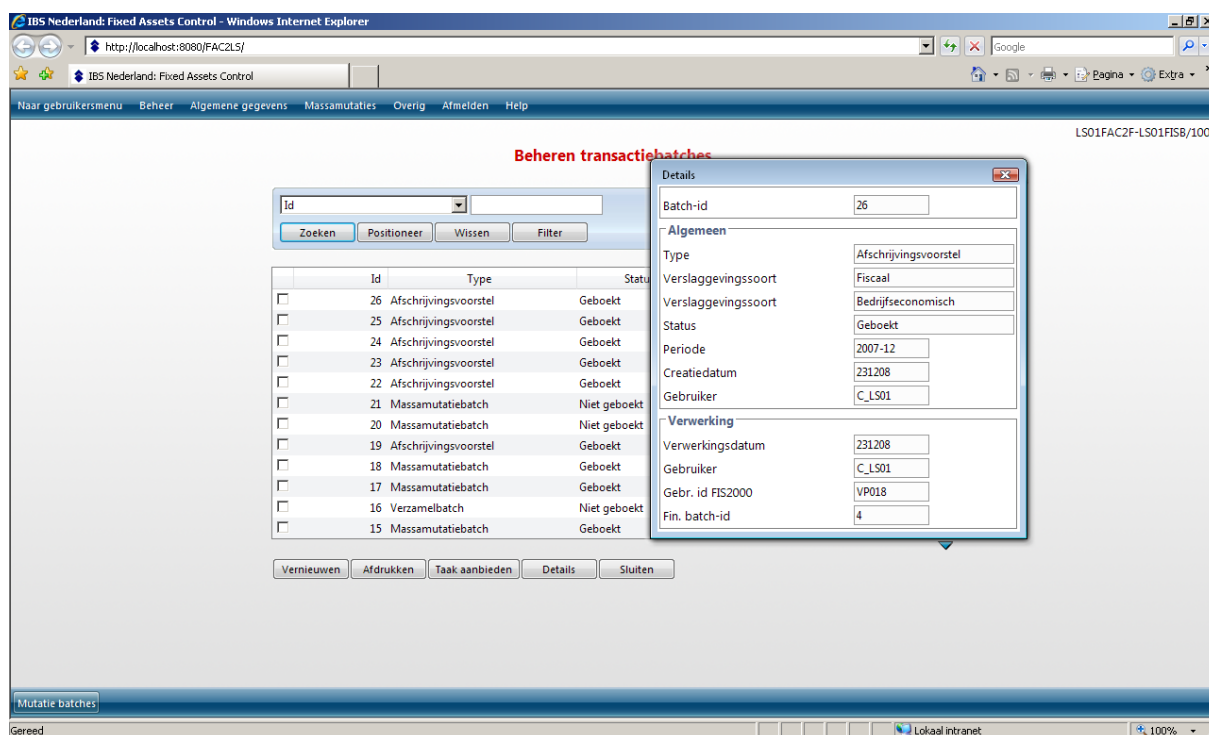 IBS Nederland: Fixed Assets Control - Windows Internet Explorer
http://localhost:8080/FAC2LS/
Google
IBS Nederland: Fixed Assets Control
Pagina
Extra
Naar gebruikersmenu Beheer Algemene gegevens Massamutaties Overig Afmelden Help
LS01FAC2F-LS01FISB/100
Beheren transactiebatches
Id
Zoeken Positioneer Wissen Filter
Id Type Statu
26 Afschrijvingsvoorstel Geboekt
25 Afschrijvingsvoorstel Geboekt
24 Afschrijvingsvoorstel Geboekt
23 Afschrijvingsvoorstel Geboekt
22 Afschrijvingsvoorstel Geboekt
21 Massamutatiebatch Niet geboekt
20 Massamutatiebatch Niet geboekt
19 Afschrijvingsvoorstel Geboekt
18 Massamutatiebatch Geboekt
17 Massamutatiebatch Geboekt
16 Verzamelbatch Niet geboekt
15 Massamutatiebatch Geboekt
Vernieuwen Afdrukken Taak aanbieden Details Sluiten
Details
Batch-id 26
Algemeen
Type Afschrijvingsvoorstel
Verslaggevingssoort Fiscaal
Verslaggevingssoort Bedrijfseconomisch
Status Geboekt
Periode 2007-12
Creatiedatum 231208
Gebruiker C_LS01
Verwerking
Verwerkingsdatum 231208
Gebruiker C_LS01
Gebr. id FIS2000 VP018
Fin. batch-id 4
Mutatie batches
Gereed Lokaal intranet 100%